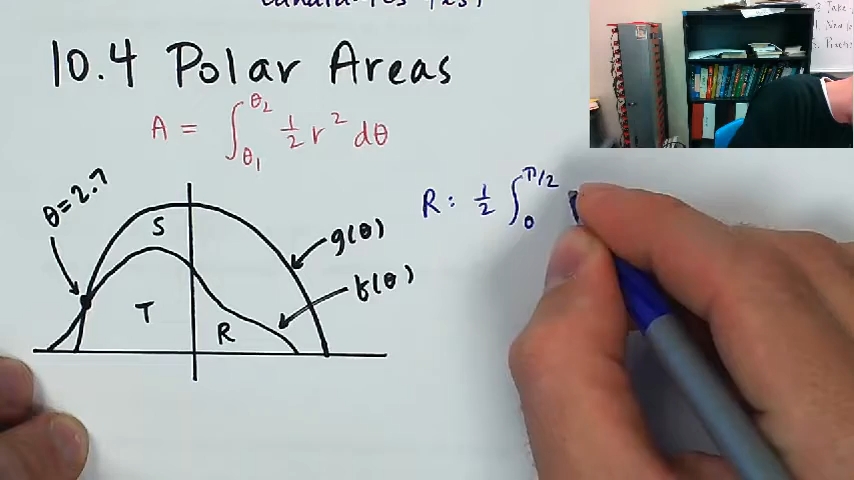 10.4 Polar Areas
A = ∫_{θ₁}^{θ₂} ½ r² dθ
θ=2.7
S
g(θ)
f(θ)
T
R
R: ½ ∫_0^{π/2}